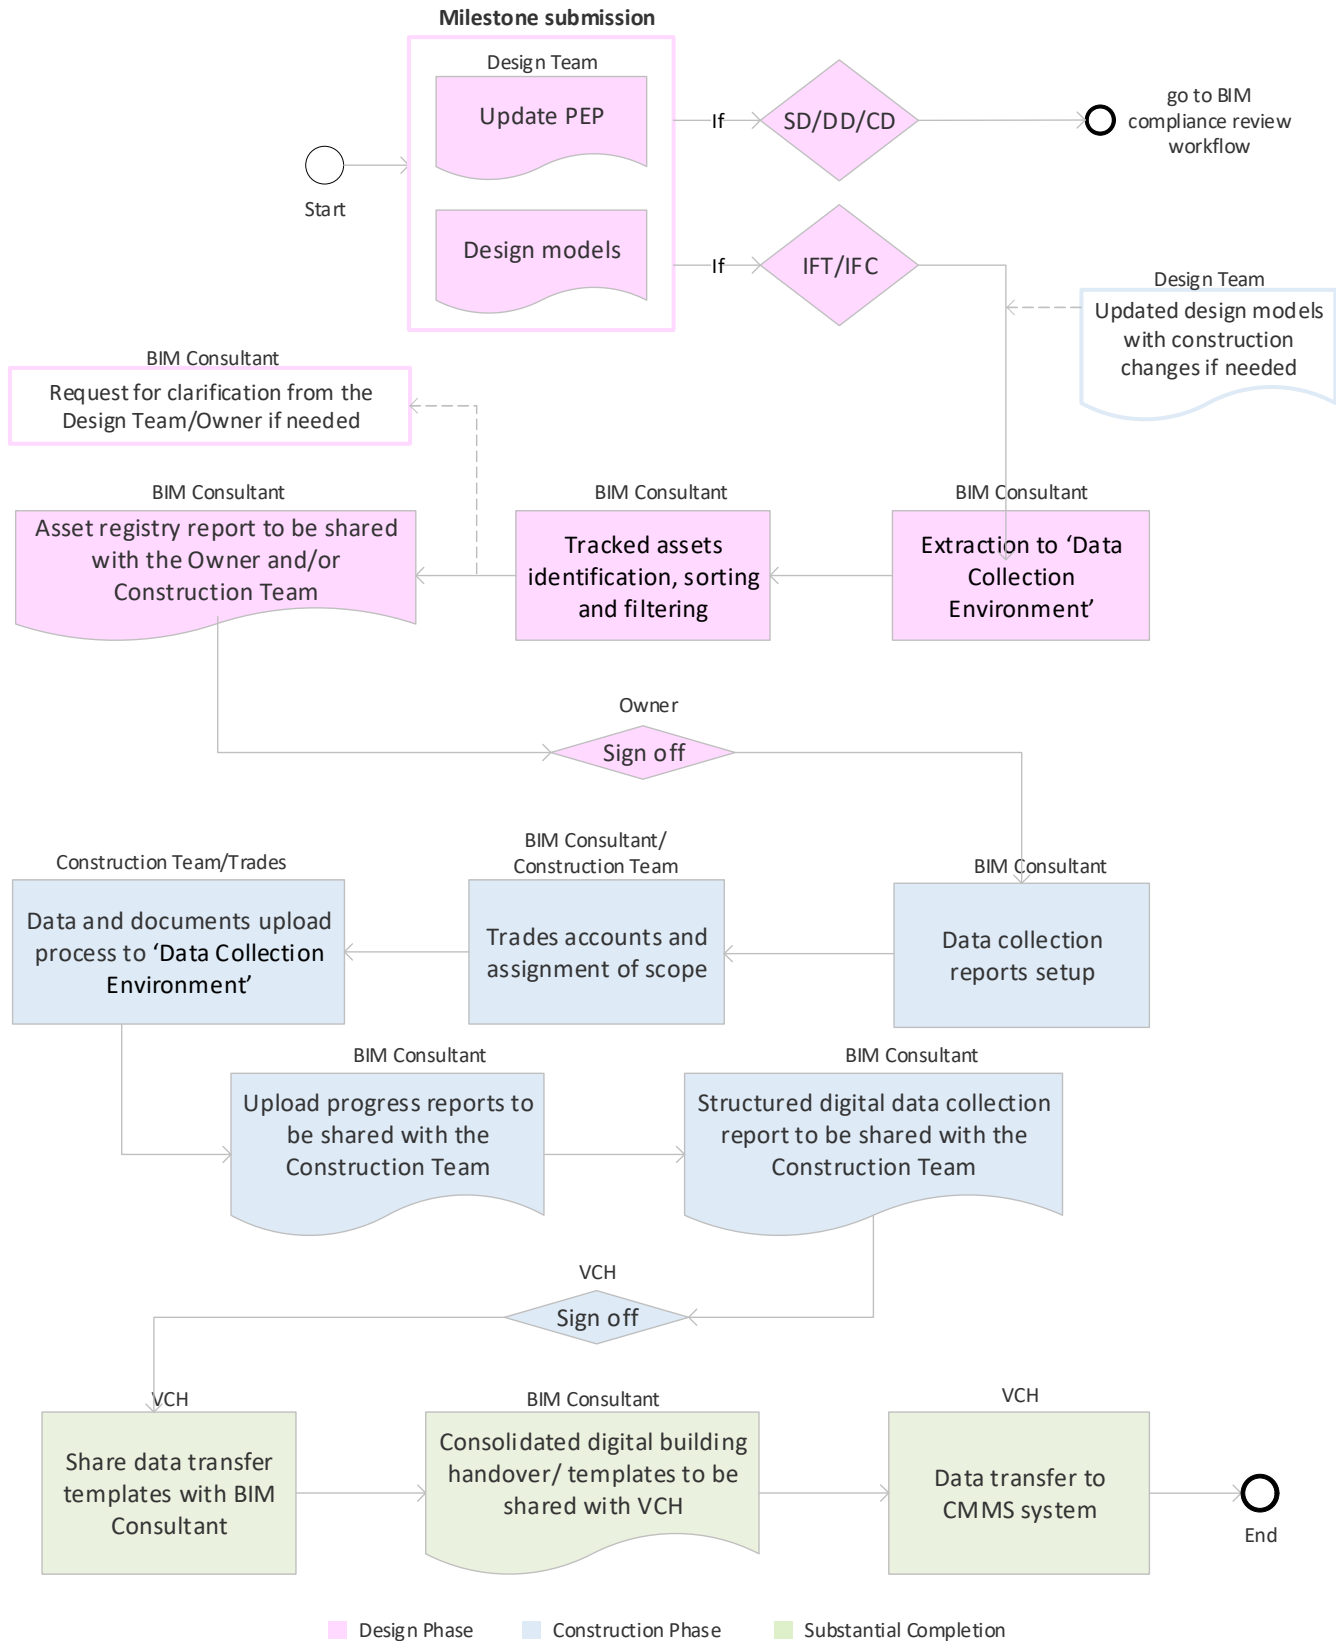 Milestone submission
Design Team
Update PEP
If
SD/DD/CD
go to BIM
compliance review
workflow
Start
Design models
If
IFT/IFC
Design Team
Updated design models
with construction
changes if needed
BIM Consultant
Request for clarification from the
Design Team/Owner if needed
BIM Consultant
Asset registry report to be shared
with the Owner and/or
Construction Team
BIM Consultant
Tracked assets
identification, sorting
and filtering
BIM Consultant
Extraction to ‘Data
Collection
Environment’
Owner
Sign off
Construction Team/Trades
Data and documents upload
process to ‘Data Collection
Environment’
BIM Consultant/
Construction Team
Trades accounts and
assignment of scope
BIM Consultant
Data collection
reports setup
BIM Consultant
Upload progress reports to
be shared with the
Construction Team
BIM Consultant
Structured digital data collection
report to be shared with the
Construction Team
VCH
Sign off
VCH
Share data transfer
templates with BIM
Consultant
BIM Consultant
Consolidated digital building
handover/ templates to be
shared with VCH
VCH
Data transfer to
CMMS system
End
Design Phase
Construction Phase
Substantial Completion